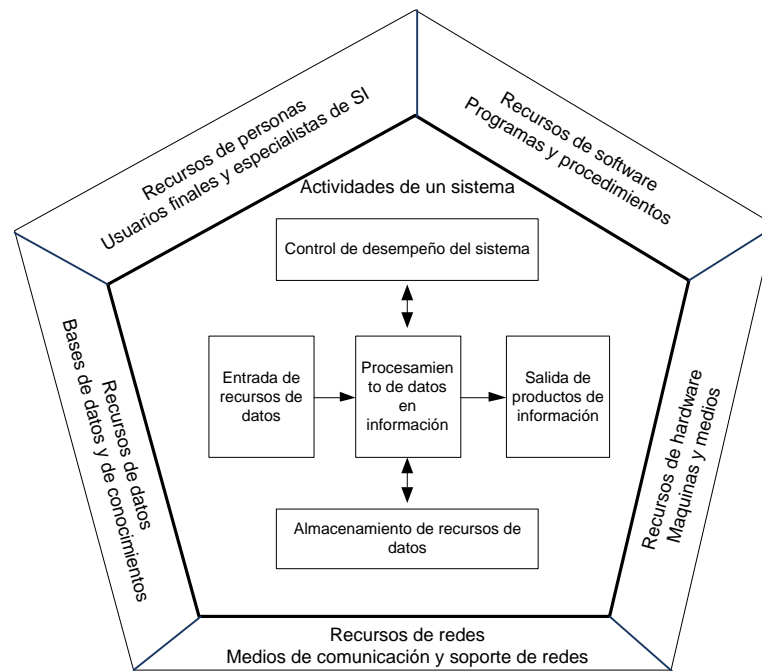 Recursos de personas
Usuarios finales y especialistas de SI
Recursos de software
Programas y procedimientos
Actividades de un sistema
Control de desempeño del sistema
Entrada de
recursos de
datos
Procesamien
to de datos
en
información
Salida de
productos de
información
Almacenamiento de recursos de
datos
Recursos de datos
Bases de datos y de conocimientos
Recursos de hardware
Maquinas y medios
Recursos de redes
Medios de comunicación y soporte de redes